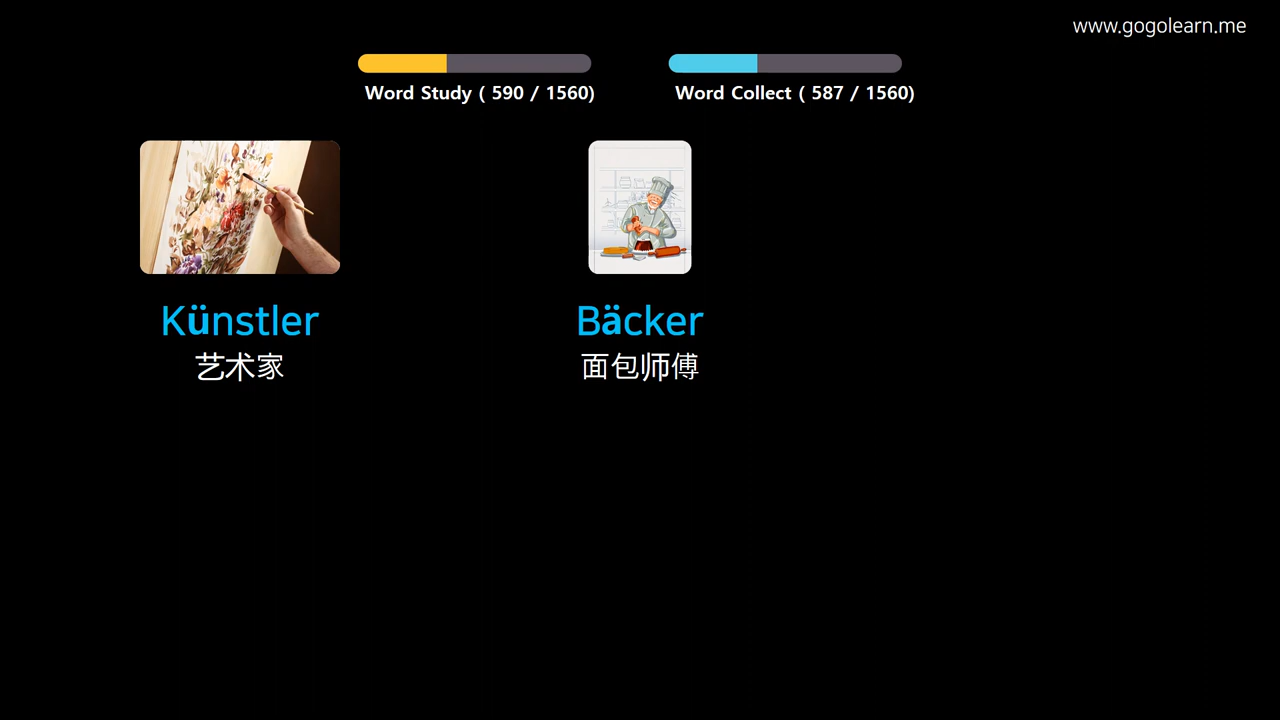 www.gogolearn.me
Word Study ( 590 / 1560)
Word Collect ( 587 / 1560)
Künstler
艺术家
Bäcker
面包师傅